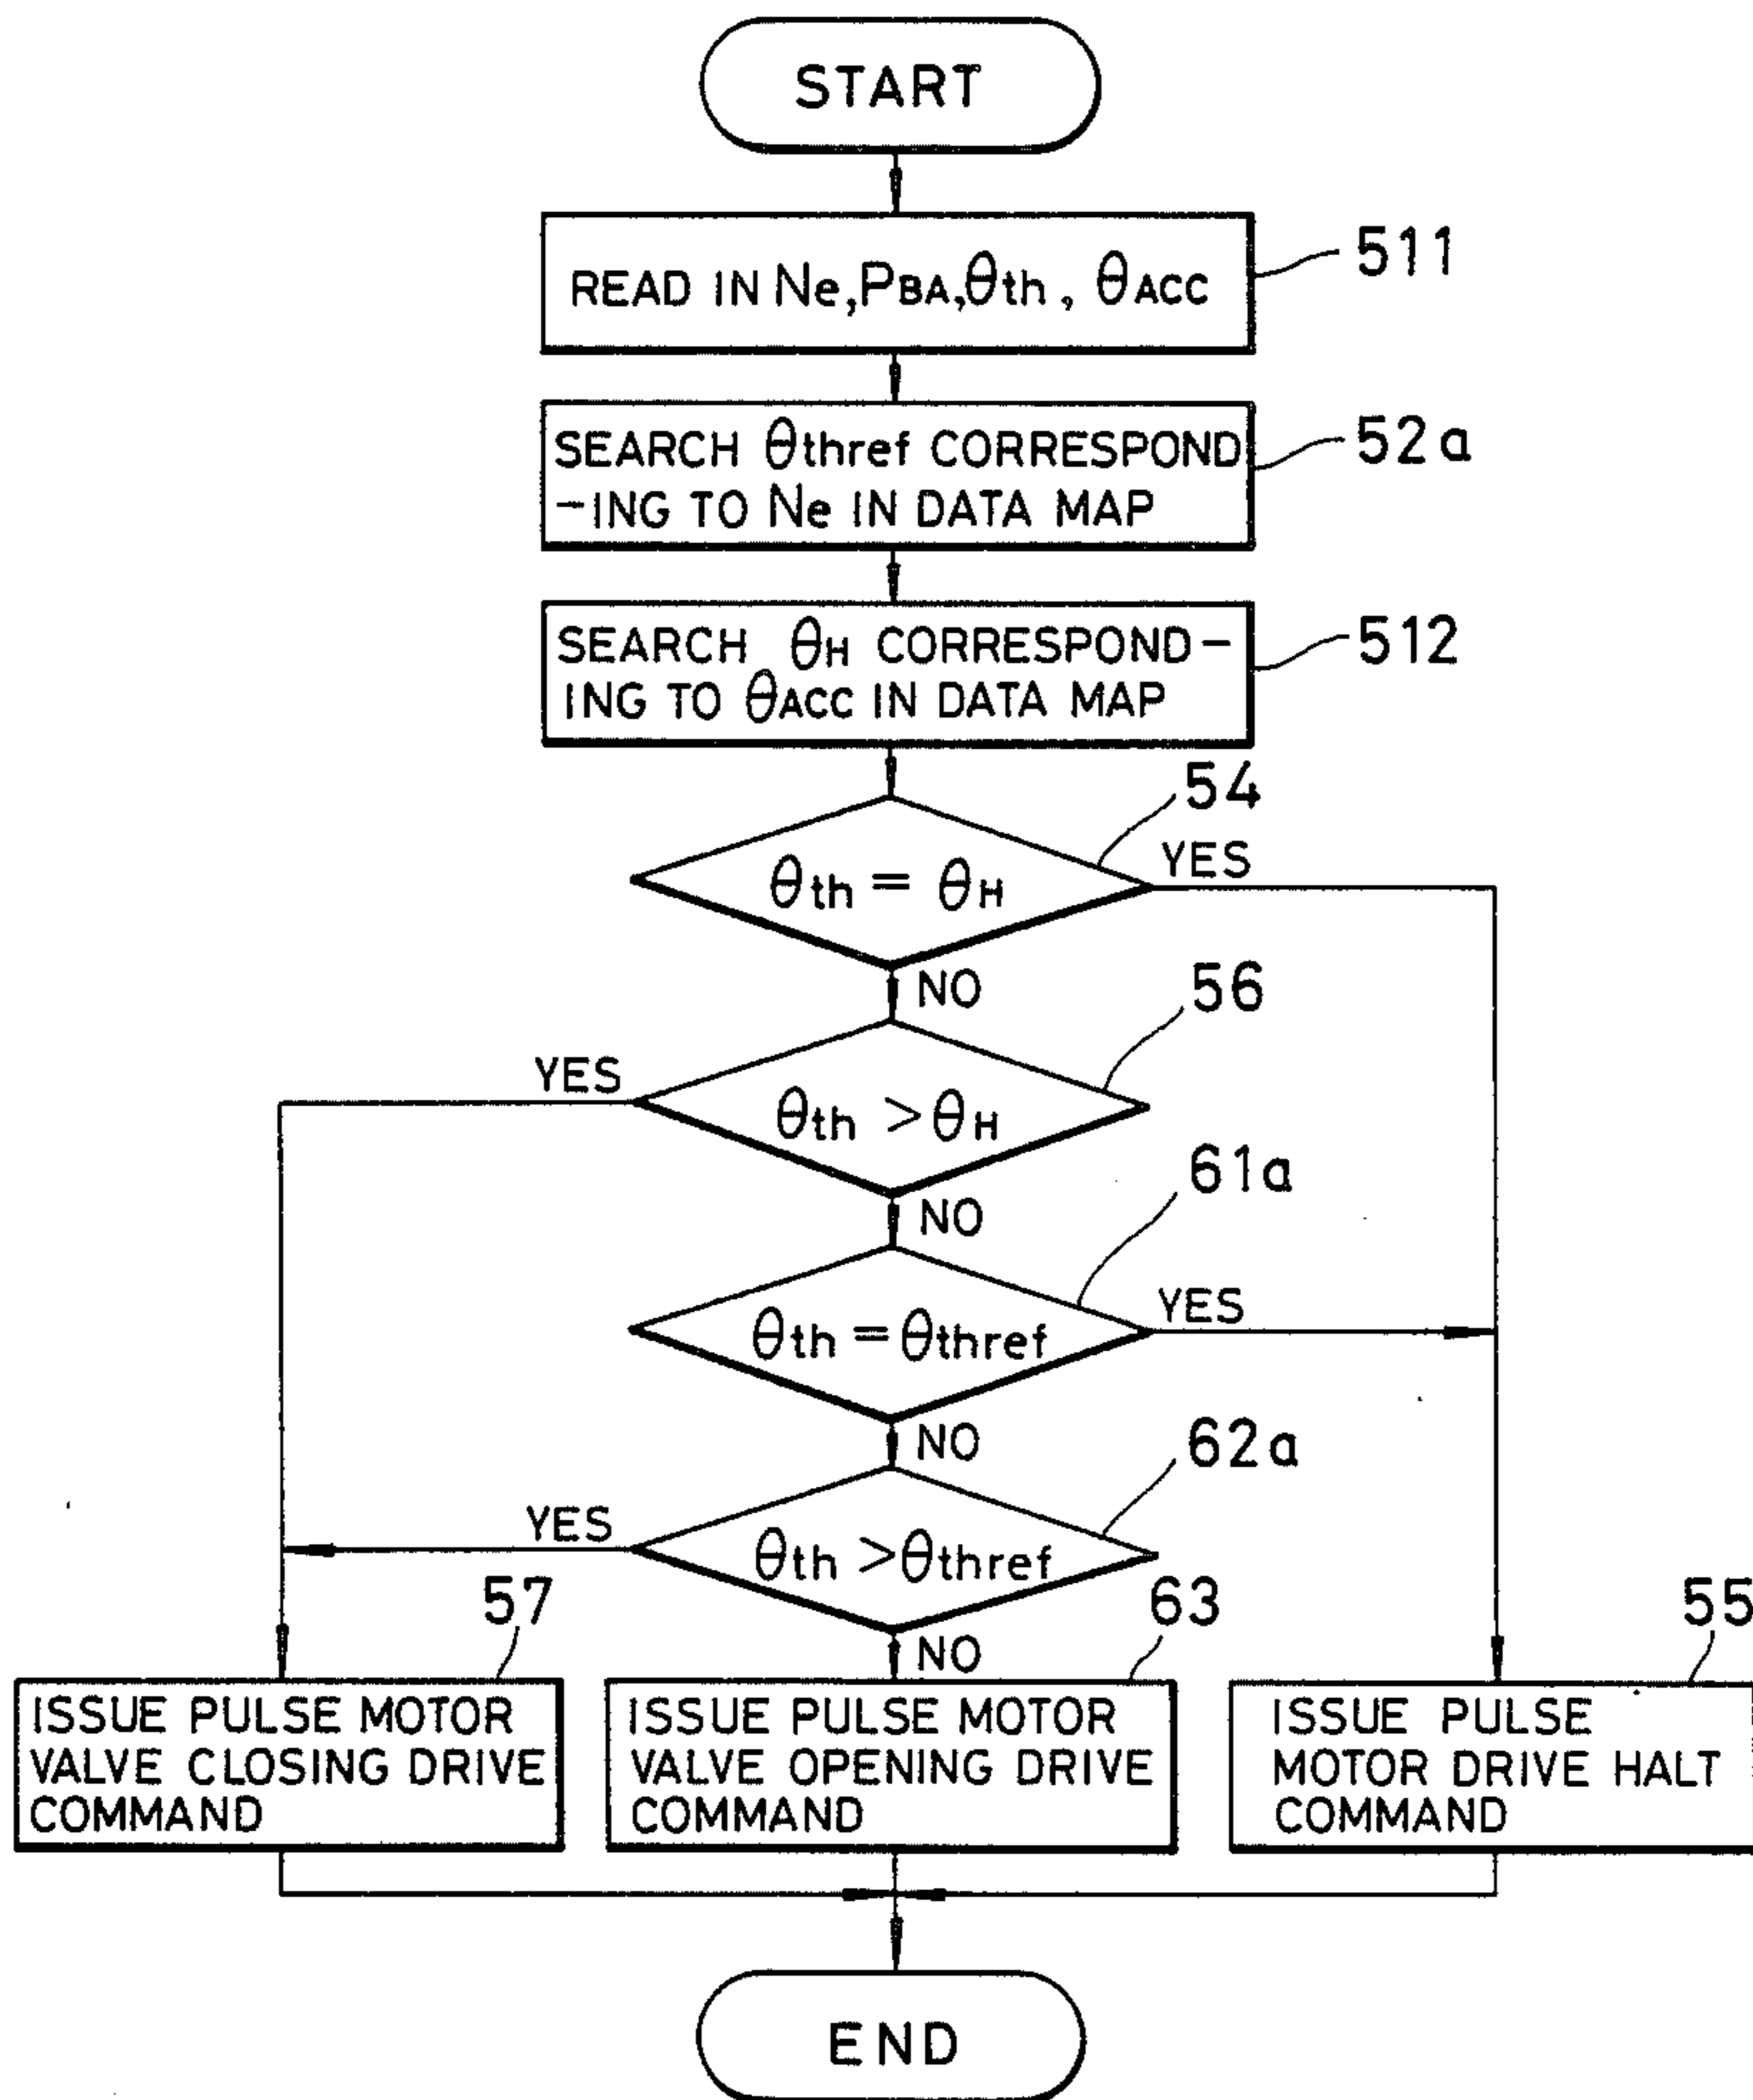 START
READ IN Ne, PBA, θth, θACC
511
SEARCH θthref CORRESPOND
-ING TO Ne IN DATA MAP
52a
SEARCH θH CORRESPOND-
ING TO θACC IN DATA MAP
512
54
θth = θH
YES
NO
56
YES
θth > θH
NO
61a
θth = θthref
YES
NO
62a
YES
θth > θthref
NO
57
63
55
ISSUE PULSE MOTOR
VALVE CLOSING DRIVE
COMMAND
ISSUE PULSE MOTOR
VALVE OPENING DRIVE
COMMAND
ISSUE PULSE
MOTOR DRIVE HALT
COMMAND
END